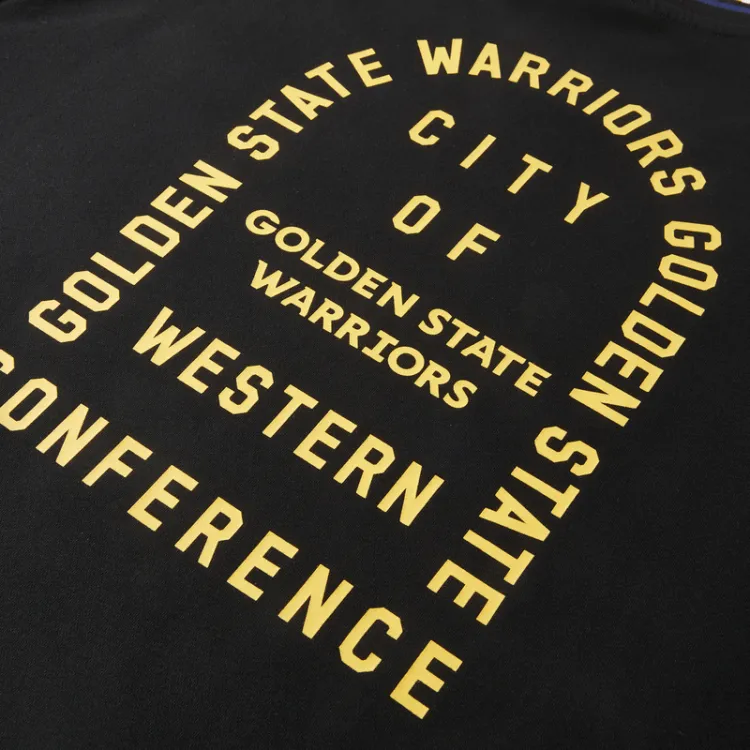 GOLDEN STATE WARRIORS GOLDEN STATE
CITY
OF
GOLDEN STATE
WARRIORS
WESTERN
CONFERENCE